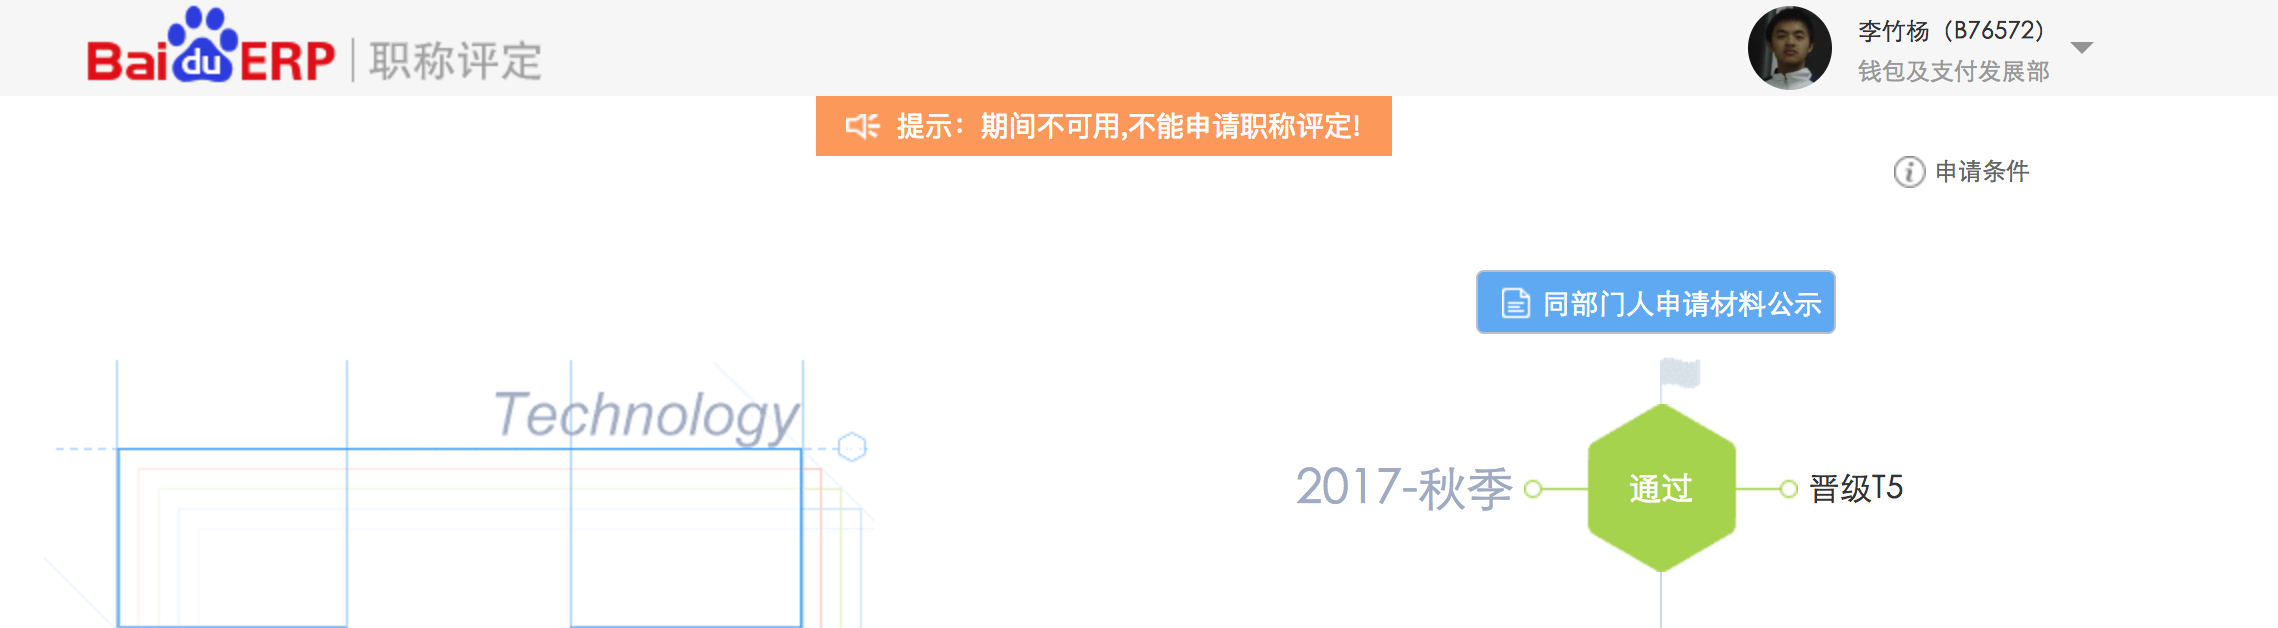 Baidu ERP 职称评定
李竹杨（B76572）
钱包及支付发展部
提示：期间不可用,不能申请职称评定!
i 申请条件
同部门人申请材料公示
Technology
2017-秋季 通过 晋级T5